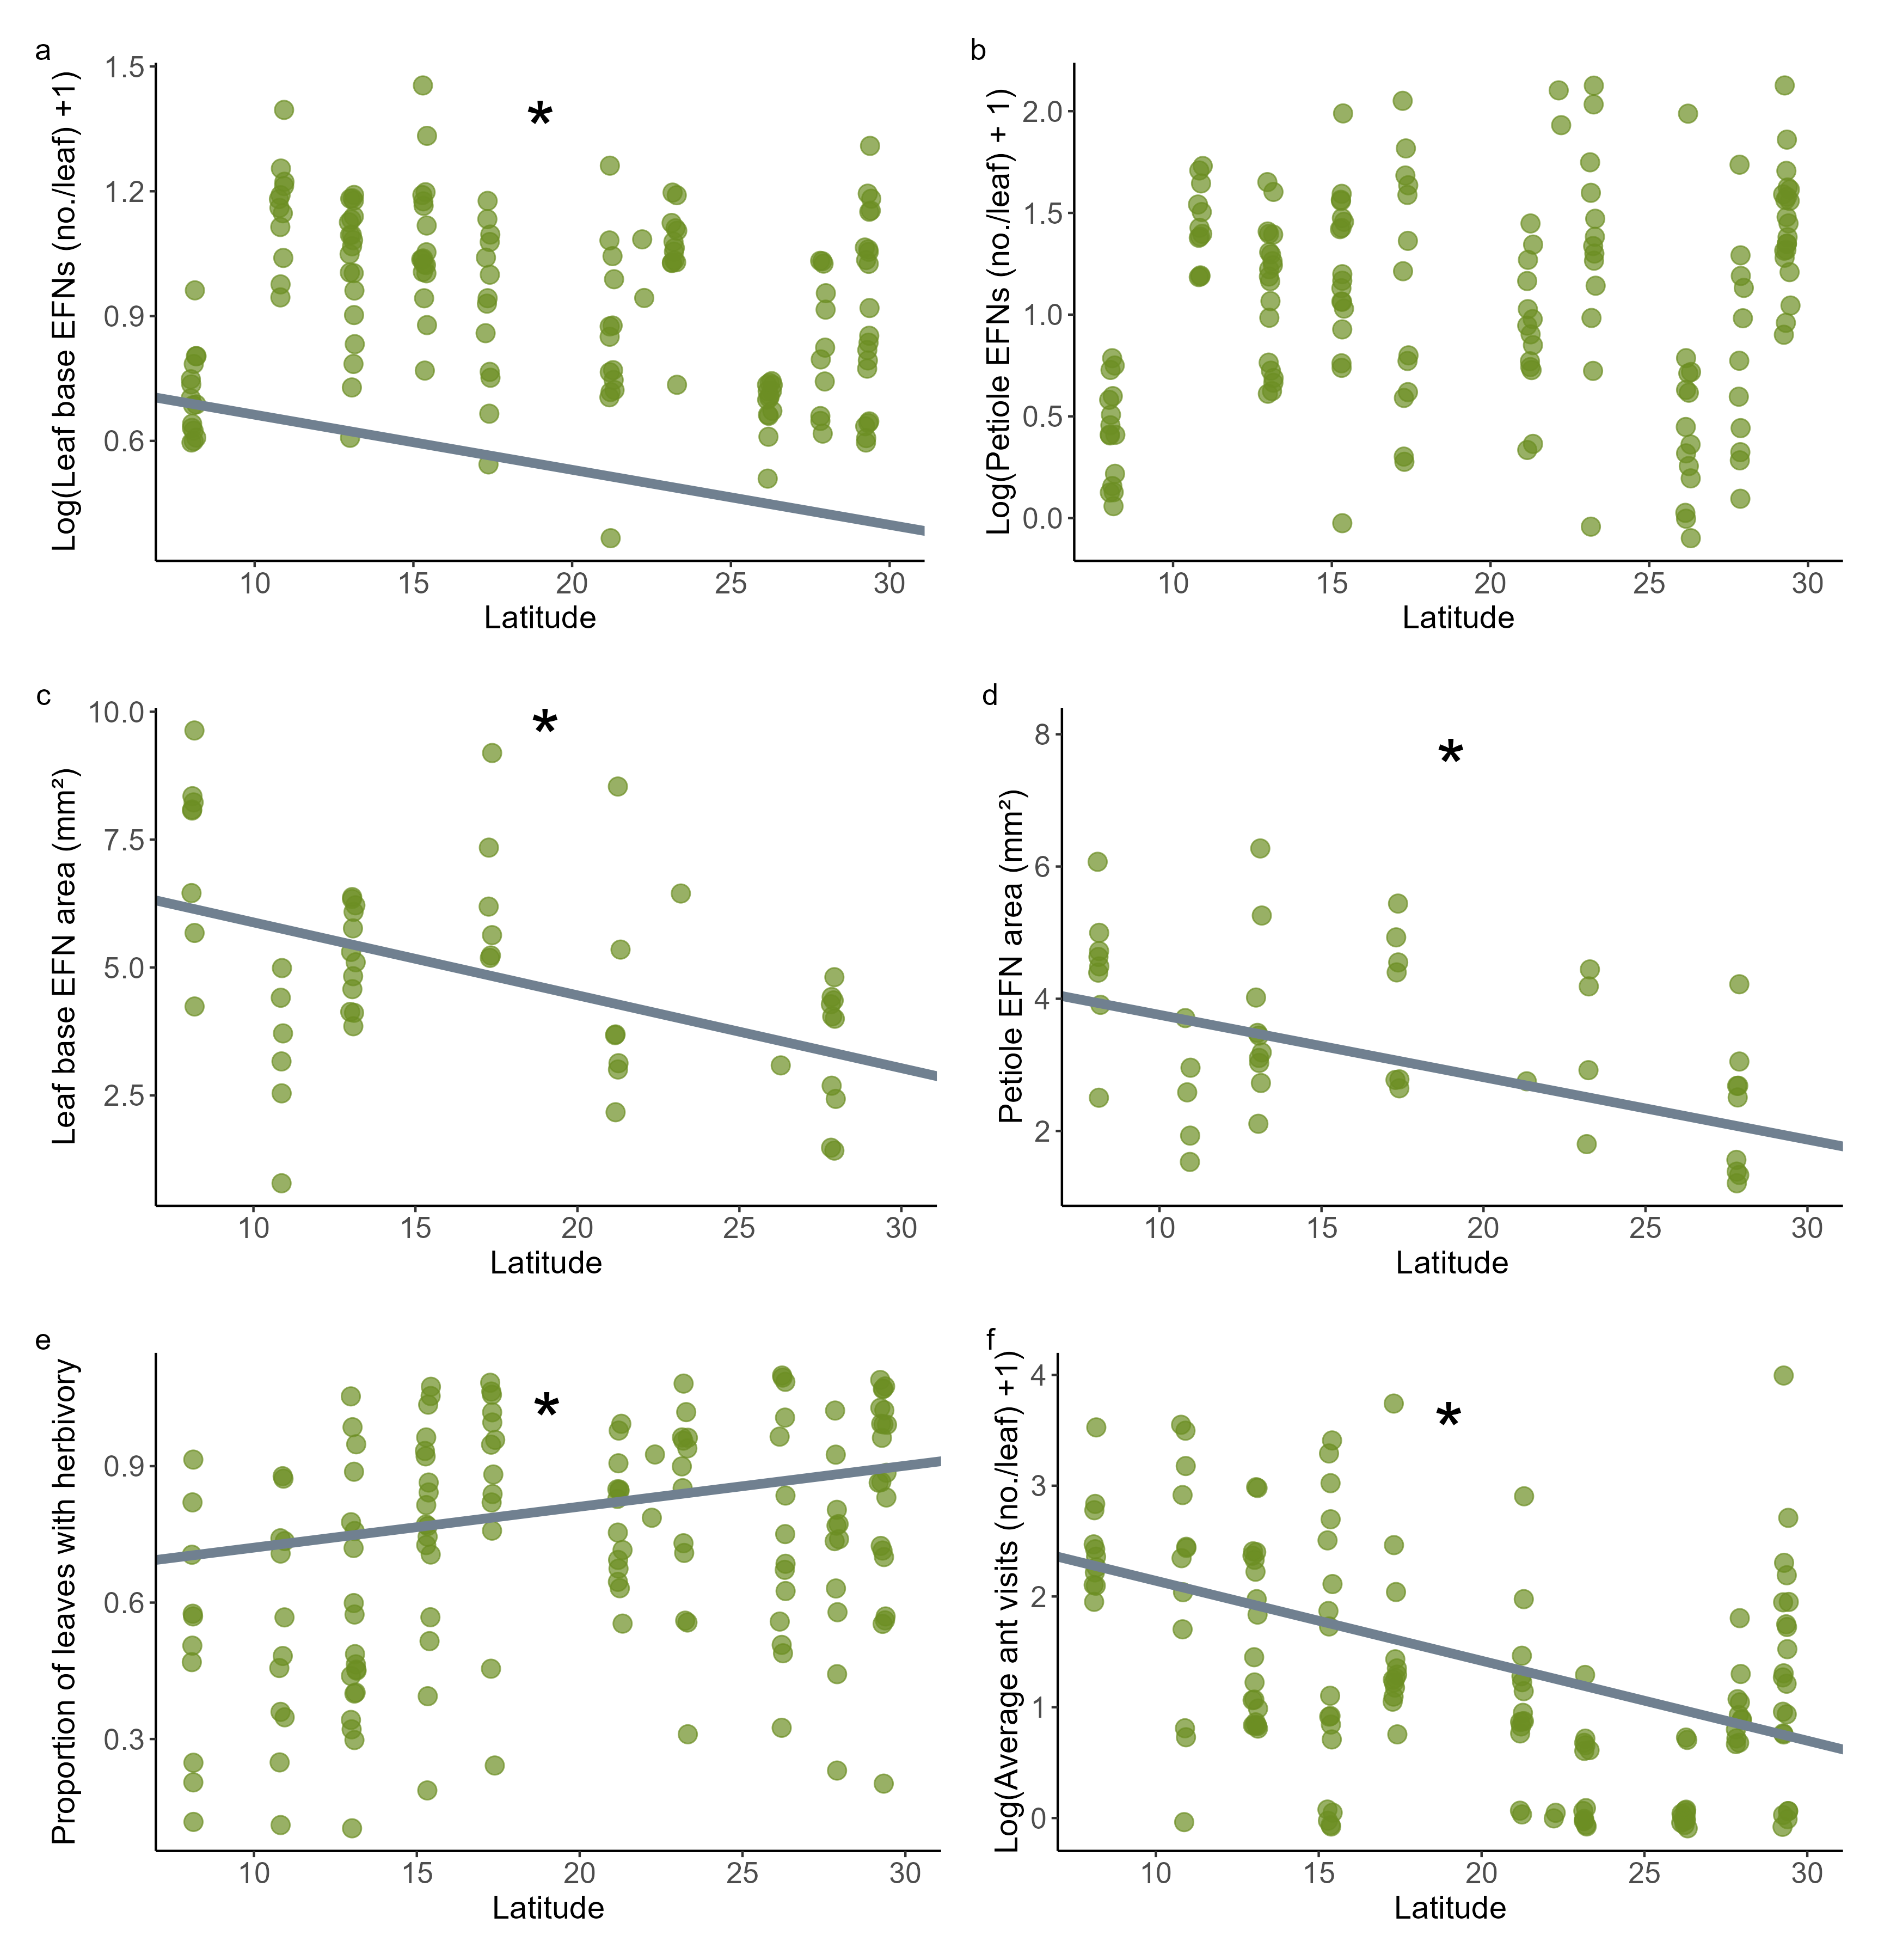 a
Log(Leaf base EFNs (no./leaf) +1)
1.5
1.2
0.9
0.6
*
10 15 20 25 30
Latitude
b
Log(Petiole EFNs (no./leaf) + 1)
2.0
1.5
1.0
0.5
0.0
10 15 20 25 30
Latitude
c
Leaf base EFN area (mm²)
10.0
7.5
5.0
2.5
*
10 15 20 25 30
Latitude
d
Petiole EFN area (mm²)
8
6
4
2
*
10 15 20 25 30
Latitude
e
Proportion of leaves with herbivory
0.9
0.6
0.3
*
10 15 20 25 30
Latitude
f
Log(Average ant visits (no./leaf) +1)
4
3
2
1
0
*
10 15 20 25 30
Latitude